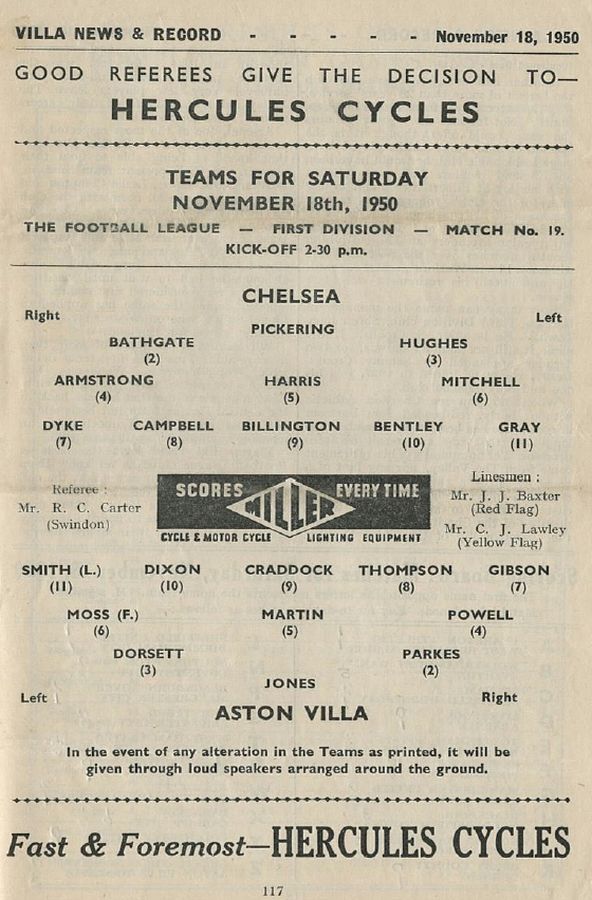 VILLA NEWS & RECORD - - - - - November 18, 1950
GOOD REFEREES GIVE THE DECISION TO—
HERCULES CYCLES
TEAMS FOR SATURDAY
NOVEMBER 18th, 1950
THE FOOTBALL LEAGUE — FIRST DIVISION — MATCH No. 19.
KICK-OFF 2-30 p.m.
CHELSEA
Right Left
PICKERING
BATHGATE HUGHES
(2) (3)
ARMSTRONG HARRIS MITCHELL
(4) (5) (6)
DYKE CAMPBELL BILLINGTON BENTLEY GRAY
(7) (8) (9) (10) (11)
Referee :
Mr. R. C. Carter
(Swindon)
SCORES MILLER EVERY TIME
CYCLE & MOTOR CYCLE LIGHTING EQUIPMENT
Linesmen :
Mr. J. J. Baxter
(Red Flag)
Mr. C. J. Lawley
(Yellow Flag)
SMITH (L.) DIXON CRADDOCK THOMPSON GIBSON
(11) (10) (9) (8) (7)
MOSS (F.) MARTIN POWELL
(6) (5) (4)
DORSETT PARKES
(3) (2)
JONES
Left Right
ASTON VILLA
In the event of any alteration in the Teams as printed, it will be
given through loud speakers arranged around the ground.
Fast & Foremost—HERCULES CYCLES
117